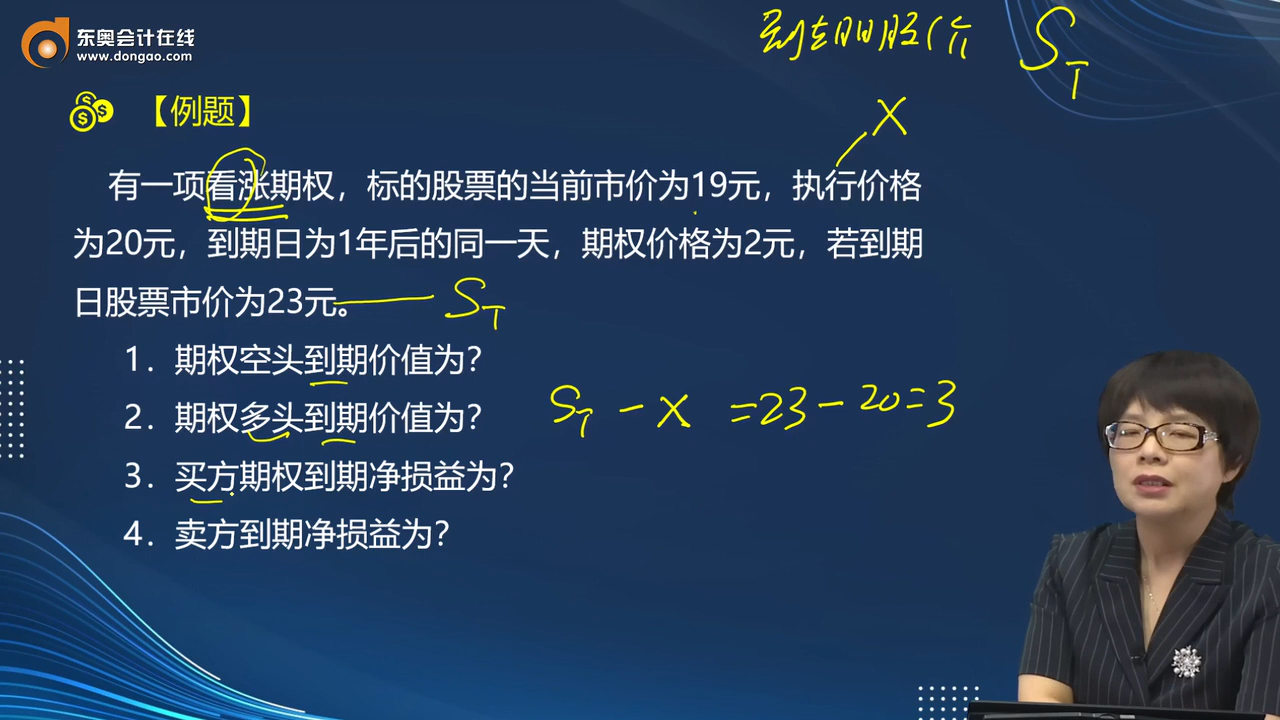 到期日股价 S_T
东奥会计在线
www.dongao.com
【例题】
X
有一项看涨期权，标的股票的当前市价为19元，执行价格
为20元，到期日为1年后的同一天，期权价格为2元，若到期
日股票市价为23元。 S_T
1．期权空头到期价值为？
2．期权多头到期价值为？ S_T - X = 23 - 20 = 3
3．买方期权到期净损益为？
4．卖方到期净损益为？